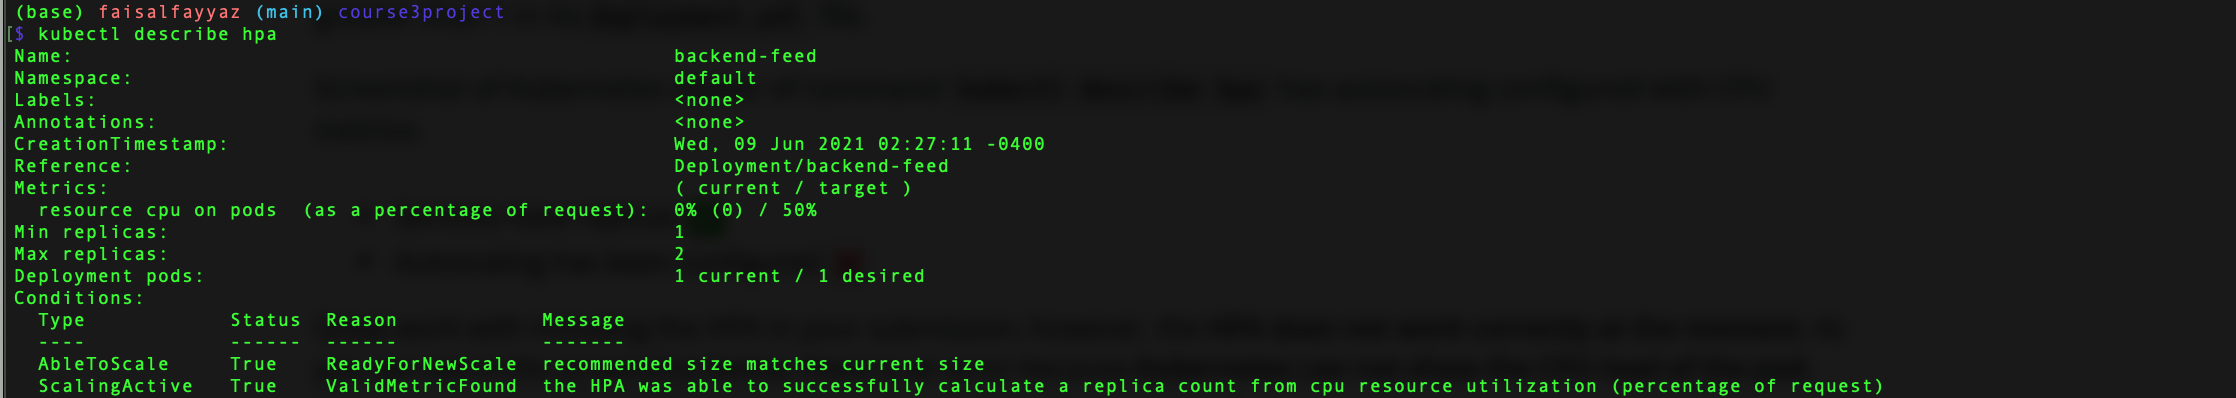 (base) faisalfayyaz (main) course3project
[$ kubectl describe hpa
Name: backend-feed
Namespace: default
Labels: <none>
Annotations: <none>
CreationTimestamp: Wed, 09 Jun 2021 02:27:11 -0400
Reference: Deployment/backend-feed
Metrics: ( current / target )
resource cpu on pods (as a percentage of request): 0% (0) / 50%
Min replicas: 1
Max replicas: 2
Deployment pods: 1 current / 1 desired
Conditions:
Type Status Reason Message
---- ------ ------ -------
AbleToScale True ReadyForNewScale recommended size matches current size
ScalingActive True ValidMetricFound the HPA was able to successfully calculate a replica count from cpu resource utilization (percentage of request)